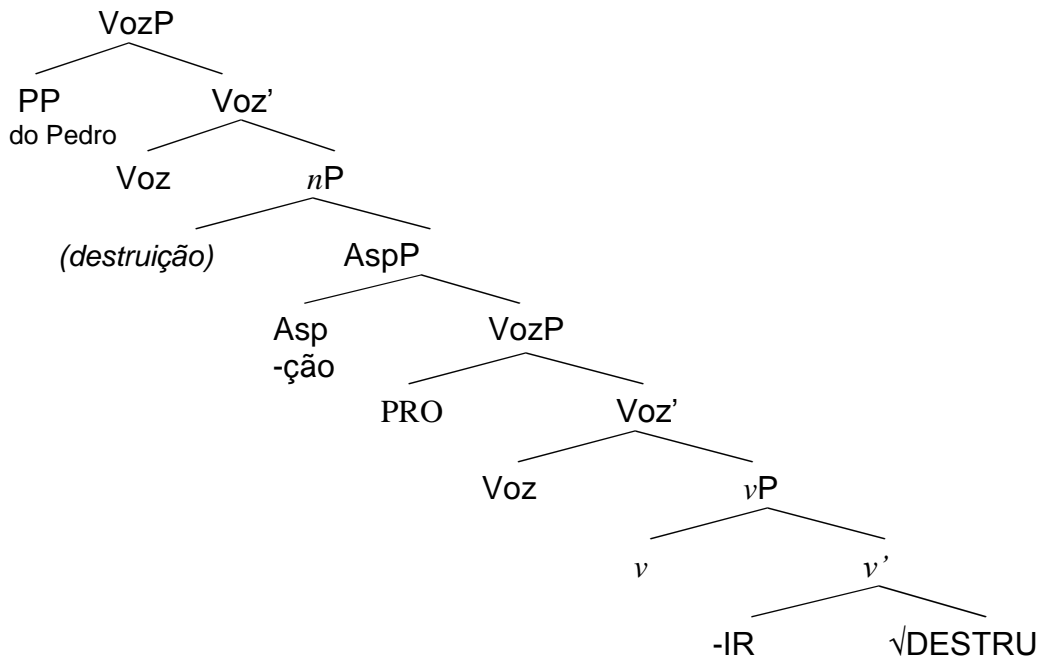 VozP
PP Voz’
do Pedro
Voz nP
(destruição) AspP
Asp VozP
-ção
PRO Voz’
Voz vP
v v’
-IR √DESTRU